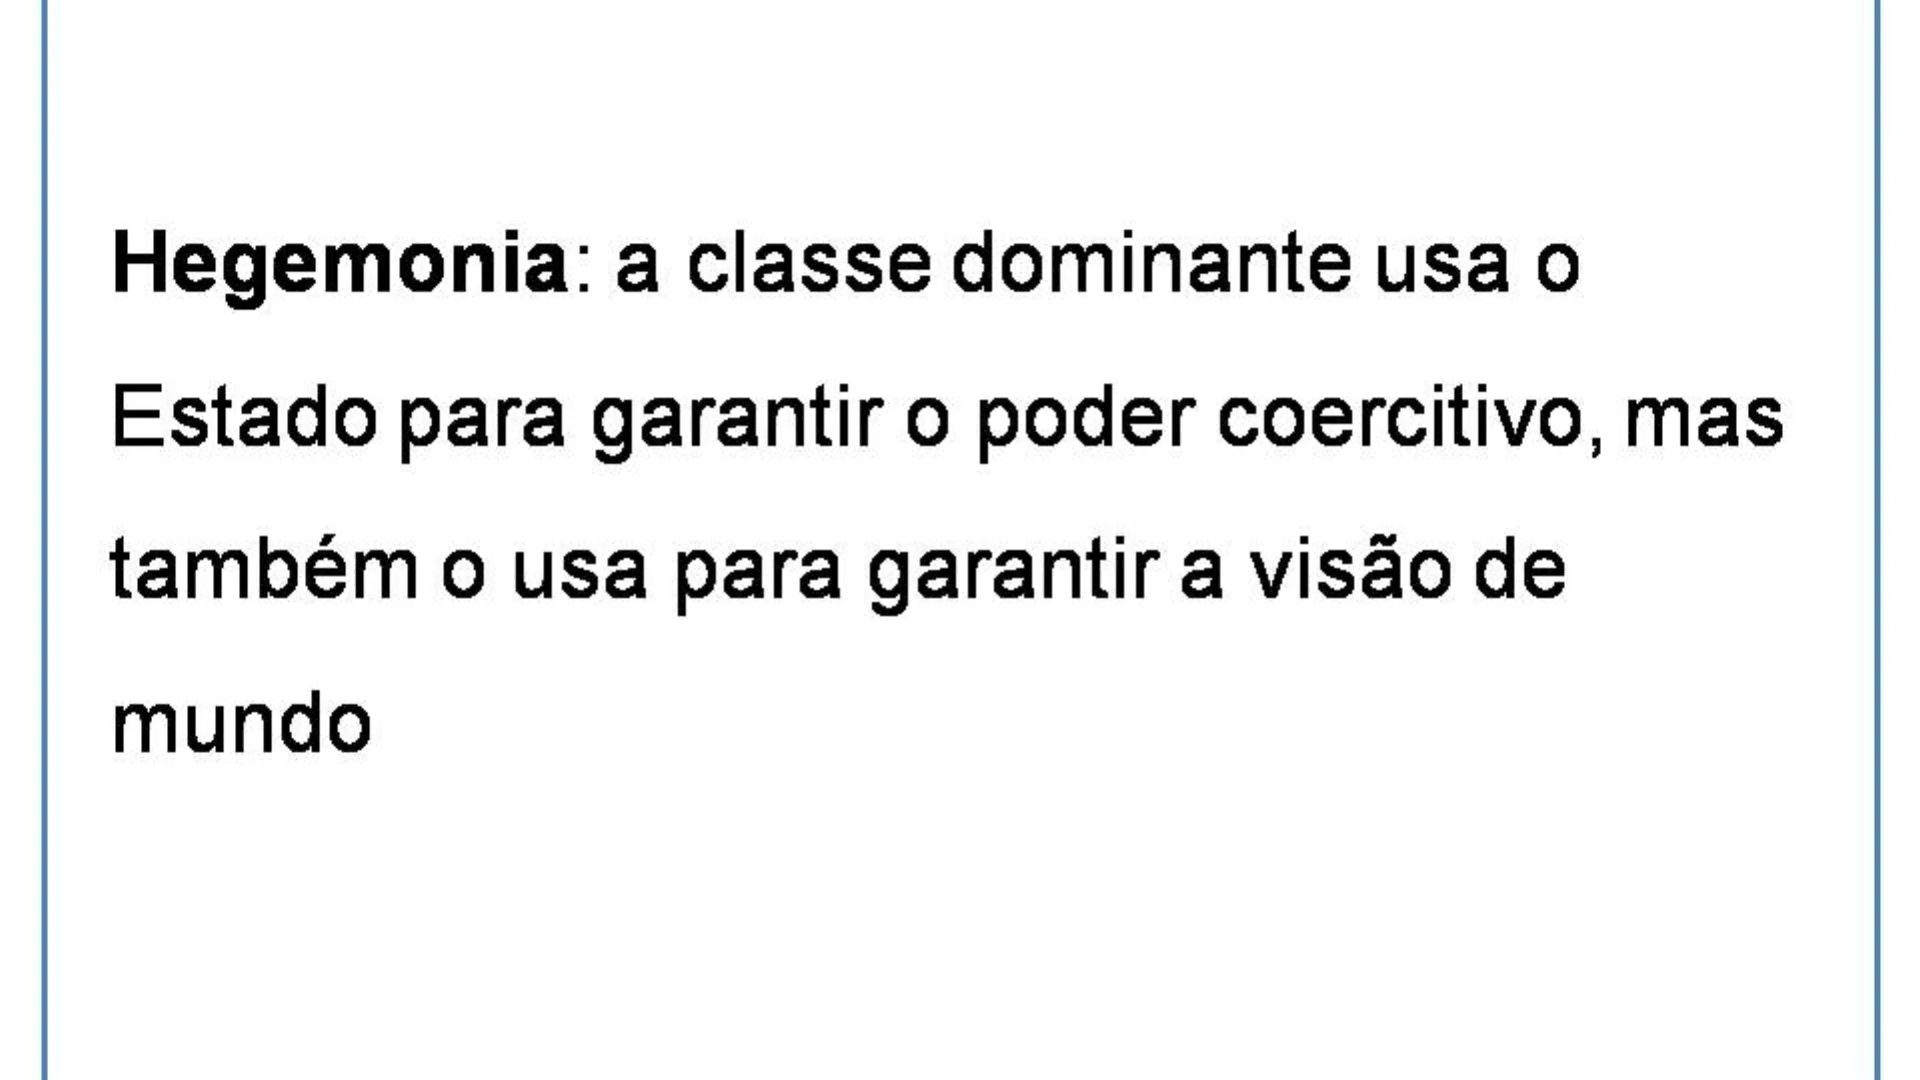 Hegemonia: a classe dominante usa o
Estado para garantir o poder coercitivo, mas
também o usa para garantir a visão de
mundo